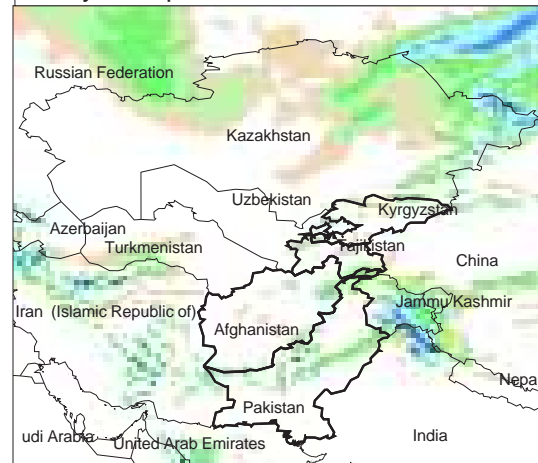 Russian Federation
Kazakhstan
Uzbekistan
Kyrgyzstan
Azerbaijan
Turkmenistan
Tajikistan
China
Jammu Kashmir
Iran (Islamic Republic of)
Afghanistan
Nepa
Pakistan
udi Arabia
United Arab Emirates
India